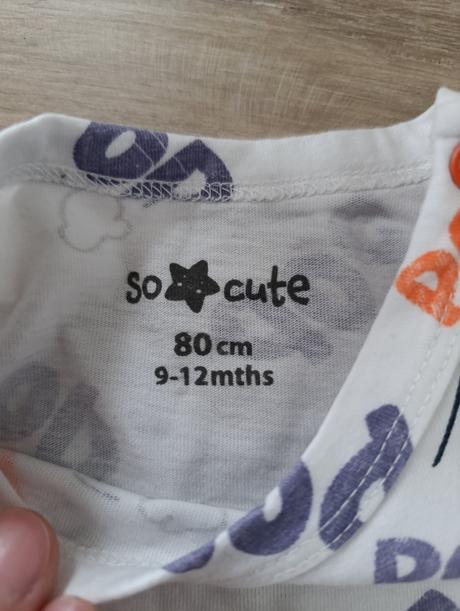 so cute
80 cm
9-12mths